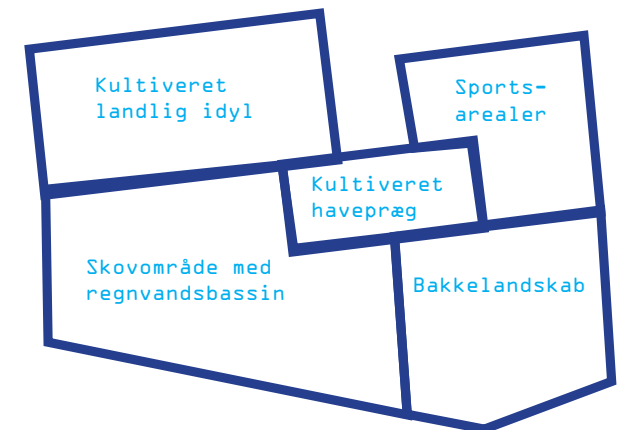 Kultiveret
landlig idyl
Sports-
arealer
Kultiveret
havepræg
Skovområde med
regnvandsbassin
Bakkelandskab